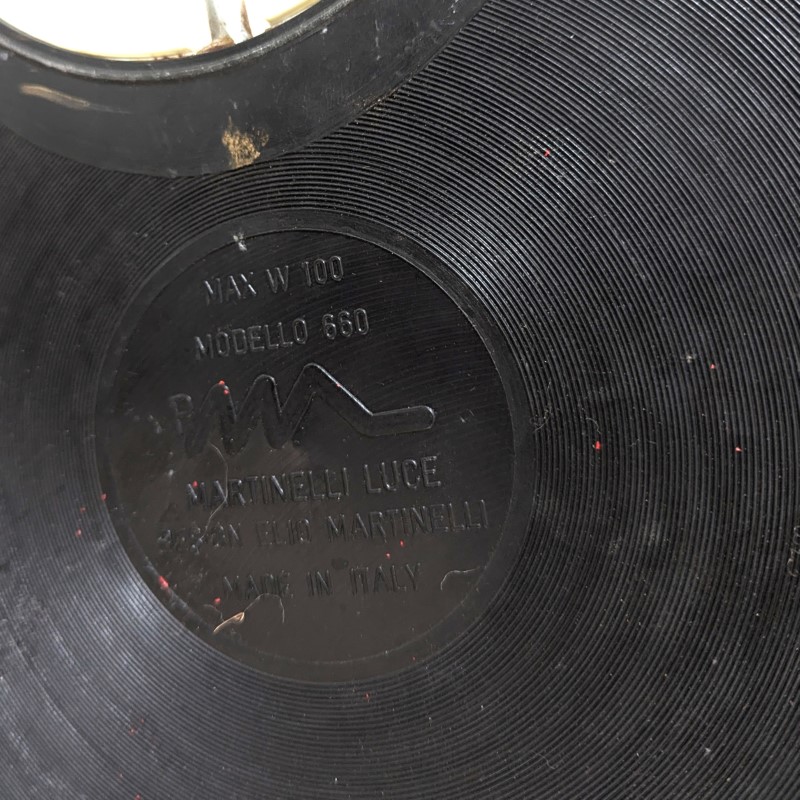 MAX W 100
MODELLO 660
R
MARTINELLI LUCE
ELIO MARTINELLI
MADE IN ITALY